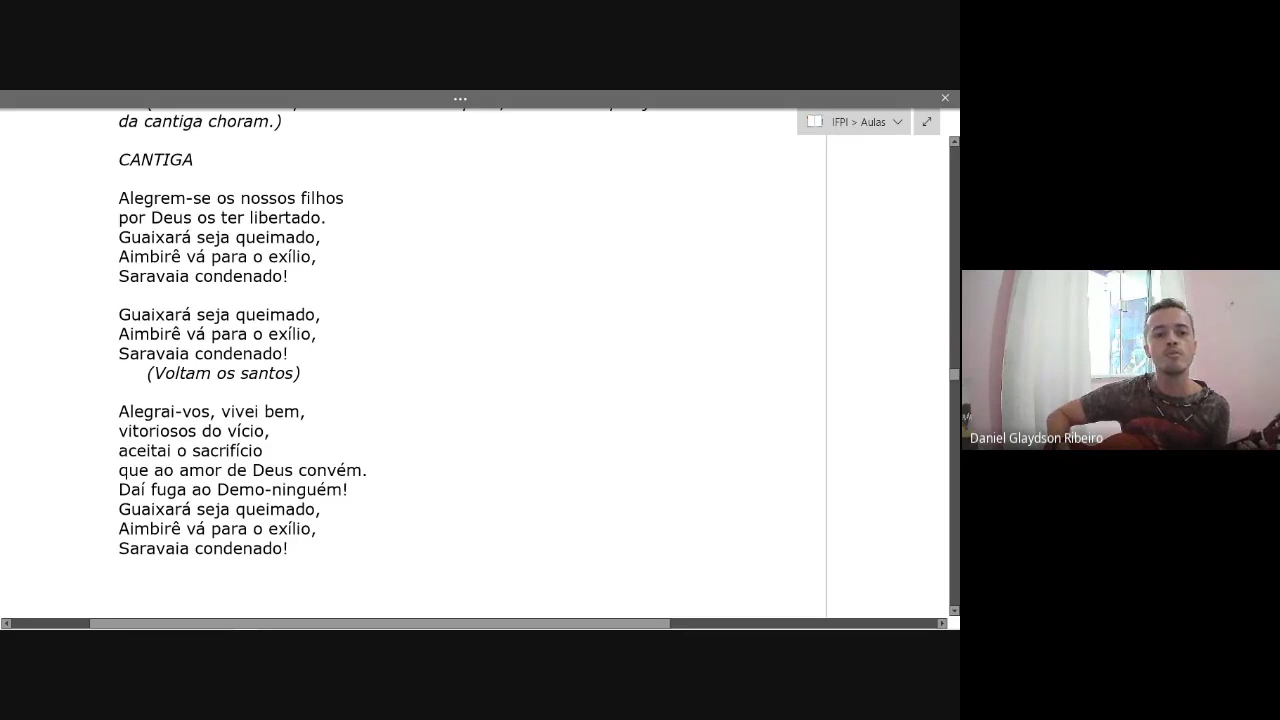 da cantiga choram.)
IFPI > Aulas
CANTIGA
Alegrem-se os nossos filhos
por Deus os ter libertado.
Guaixará seja queimado,
Aimbirê vá para o exílio,
Saravaia condenado!
Guaixará seja queimado,
Aimbirê vá para o exílio,
Saravaia condenado!
(Voltam os santos)
Alegrai-vos, vivei bem,
vitoriosos do vício,
aceitai o sacrifício
que ao amor de Deus convém.
Daí fuga ao Demo-ninguém!
Guaixará seja queimado,
Aimbirê vá para o exílio,
Saravaia condenado!
Daniel Glaydson Ribeiro